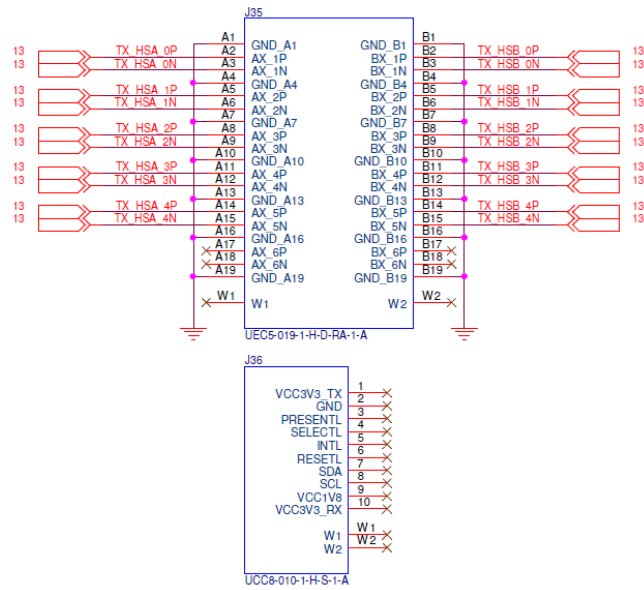 J35
A1 GND_A1 GND_B1 B1
13 TX_HSA_0P A2 AX_1P BX_1P B2 TX_HSB_0P 13
13 TX_HSA_0N A3 AX_1N BX_1N B3 TX_HSB_0N 13
A4 GND_A4 GND_B4 B4
13 TX_HSA_1P A5 AX_2P BX_2P B5 TX_HSB_1P 13
13 TX_HSA_1N A6 AX_2N BX_2N B6 TX_HSB_1N 13
A7 GND_A7 GND_B7 B7
13 TX_HSA_2P A8 AX_3P BX_3P B8 TX_HSB_2P 13
13 TX_HSA_2N A9 AX_3N BX_3N B9 TX_HSB_2N 13
A10 GND_A10 GND_B10 B10
13 TX_HSA_3P A11 AX_4P BX_4P B11 TX_HSB_3P 13
13 TX_HSA_3N A12 AX_4N BX_4N B12 TX_HSB_3N 13
A13 GND_A13 GND_B13 B13
13 TX_HSA_4P A14 AX_5P BX_5P B14 TX_HSB_4P 13
13 TX_HSA_4N A15 AX_5N BX_5N B15 TX_HSB_4N 13
A16 GND_A16 GND_B16 B16
A17 AX_6P BX_6P B17
A18 AX_6N BX_6N B18
A19 GND_A19 GND_B19 B19
W1 W1 W2 W2
UEC5-019-1-H-D-RA-1-A
J36
VCC3V3_TX 1
GND 2
PRESENTL 3
SELECTL 4
INTL 5
RESETL 6
SDA 7
SCL 8
VCC1V8 9
VCC3V3_RX 10
W1 W1
W2 W2
UCC8-010-1-H-S-1-A